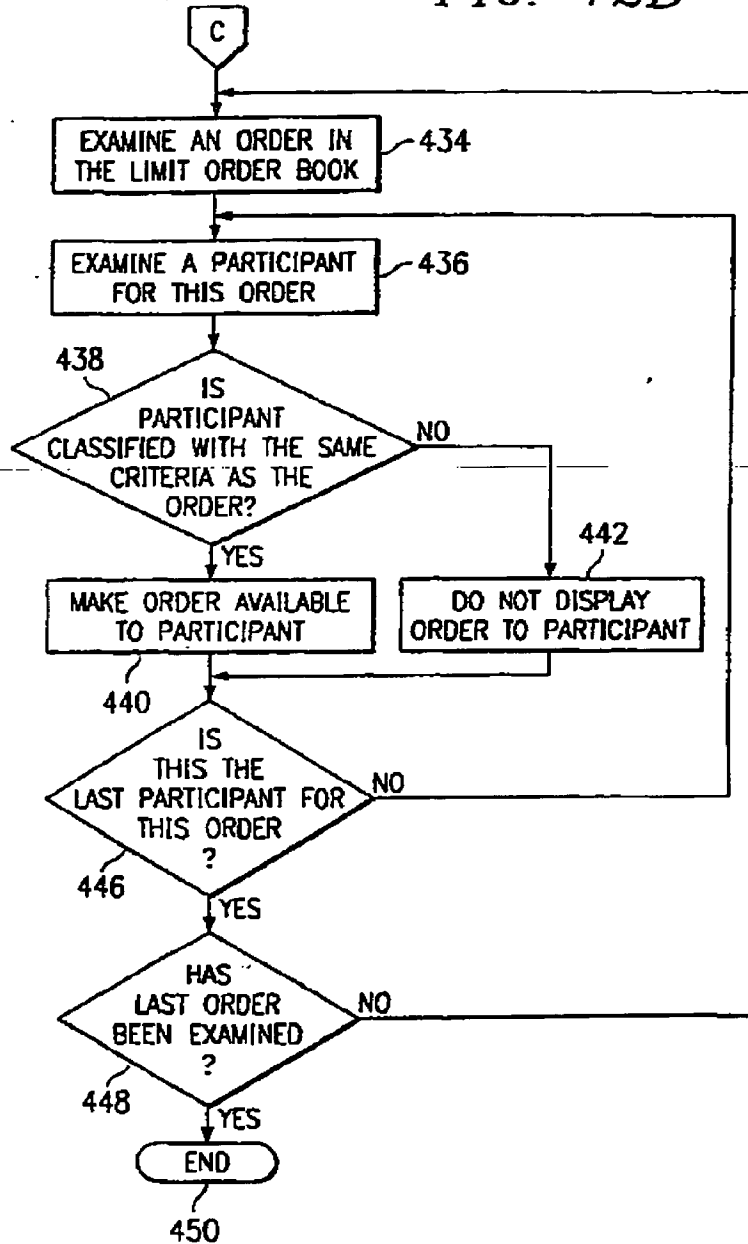 C
EXAMINE AN ORDER IN
THE LIMIT ORDER BOOK
434
EXAMINE A PARTICIPANT
FOR THIS ORDER
436
438
IS
PARTICIPANT
CLASSIFIED WITH THE SAME
CRITERIA AS THE
ORDER?
NO
YES
442
MAKE ORDER AVAILABLE
TO PARTICIPANT
440
DO NOT DISPLAY
ORDER TO PARTICIPANT
IS
THIS THE
LAST PARTICIPANT FOR
THIS ORDER
?
NO
446
YES
HAS
LAST ORDER
BEEN EXAMINED
?
NO
448
YES
END
450